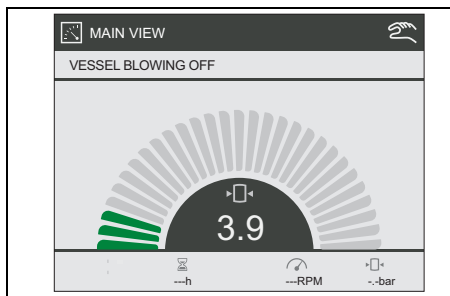 MAIN VIEW
VESSEL BLOWING OFF
3.9
---h
---RPM
-.-bar